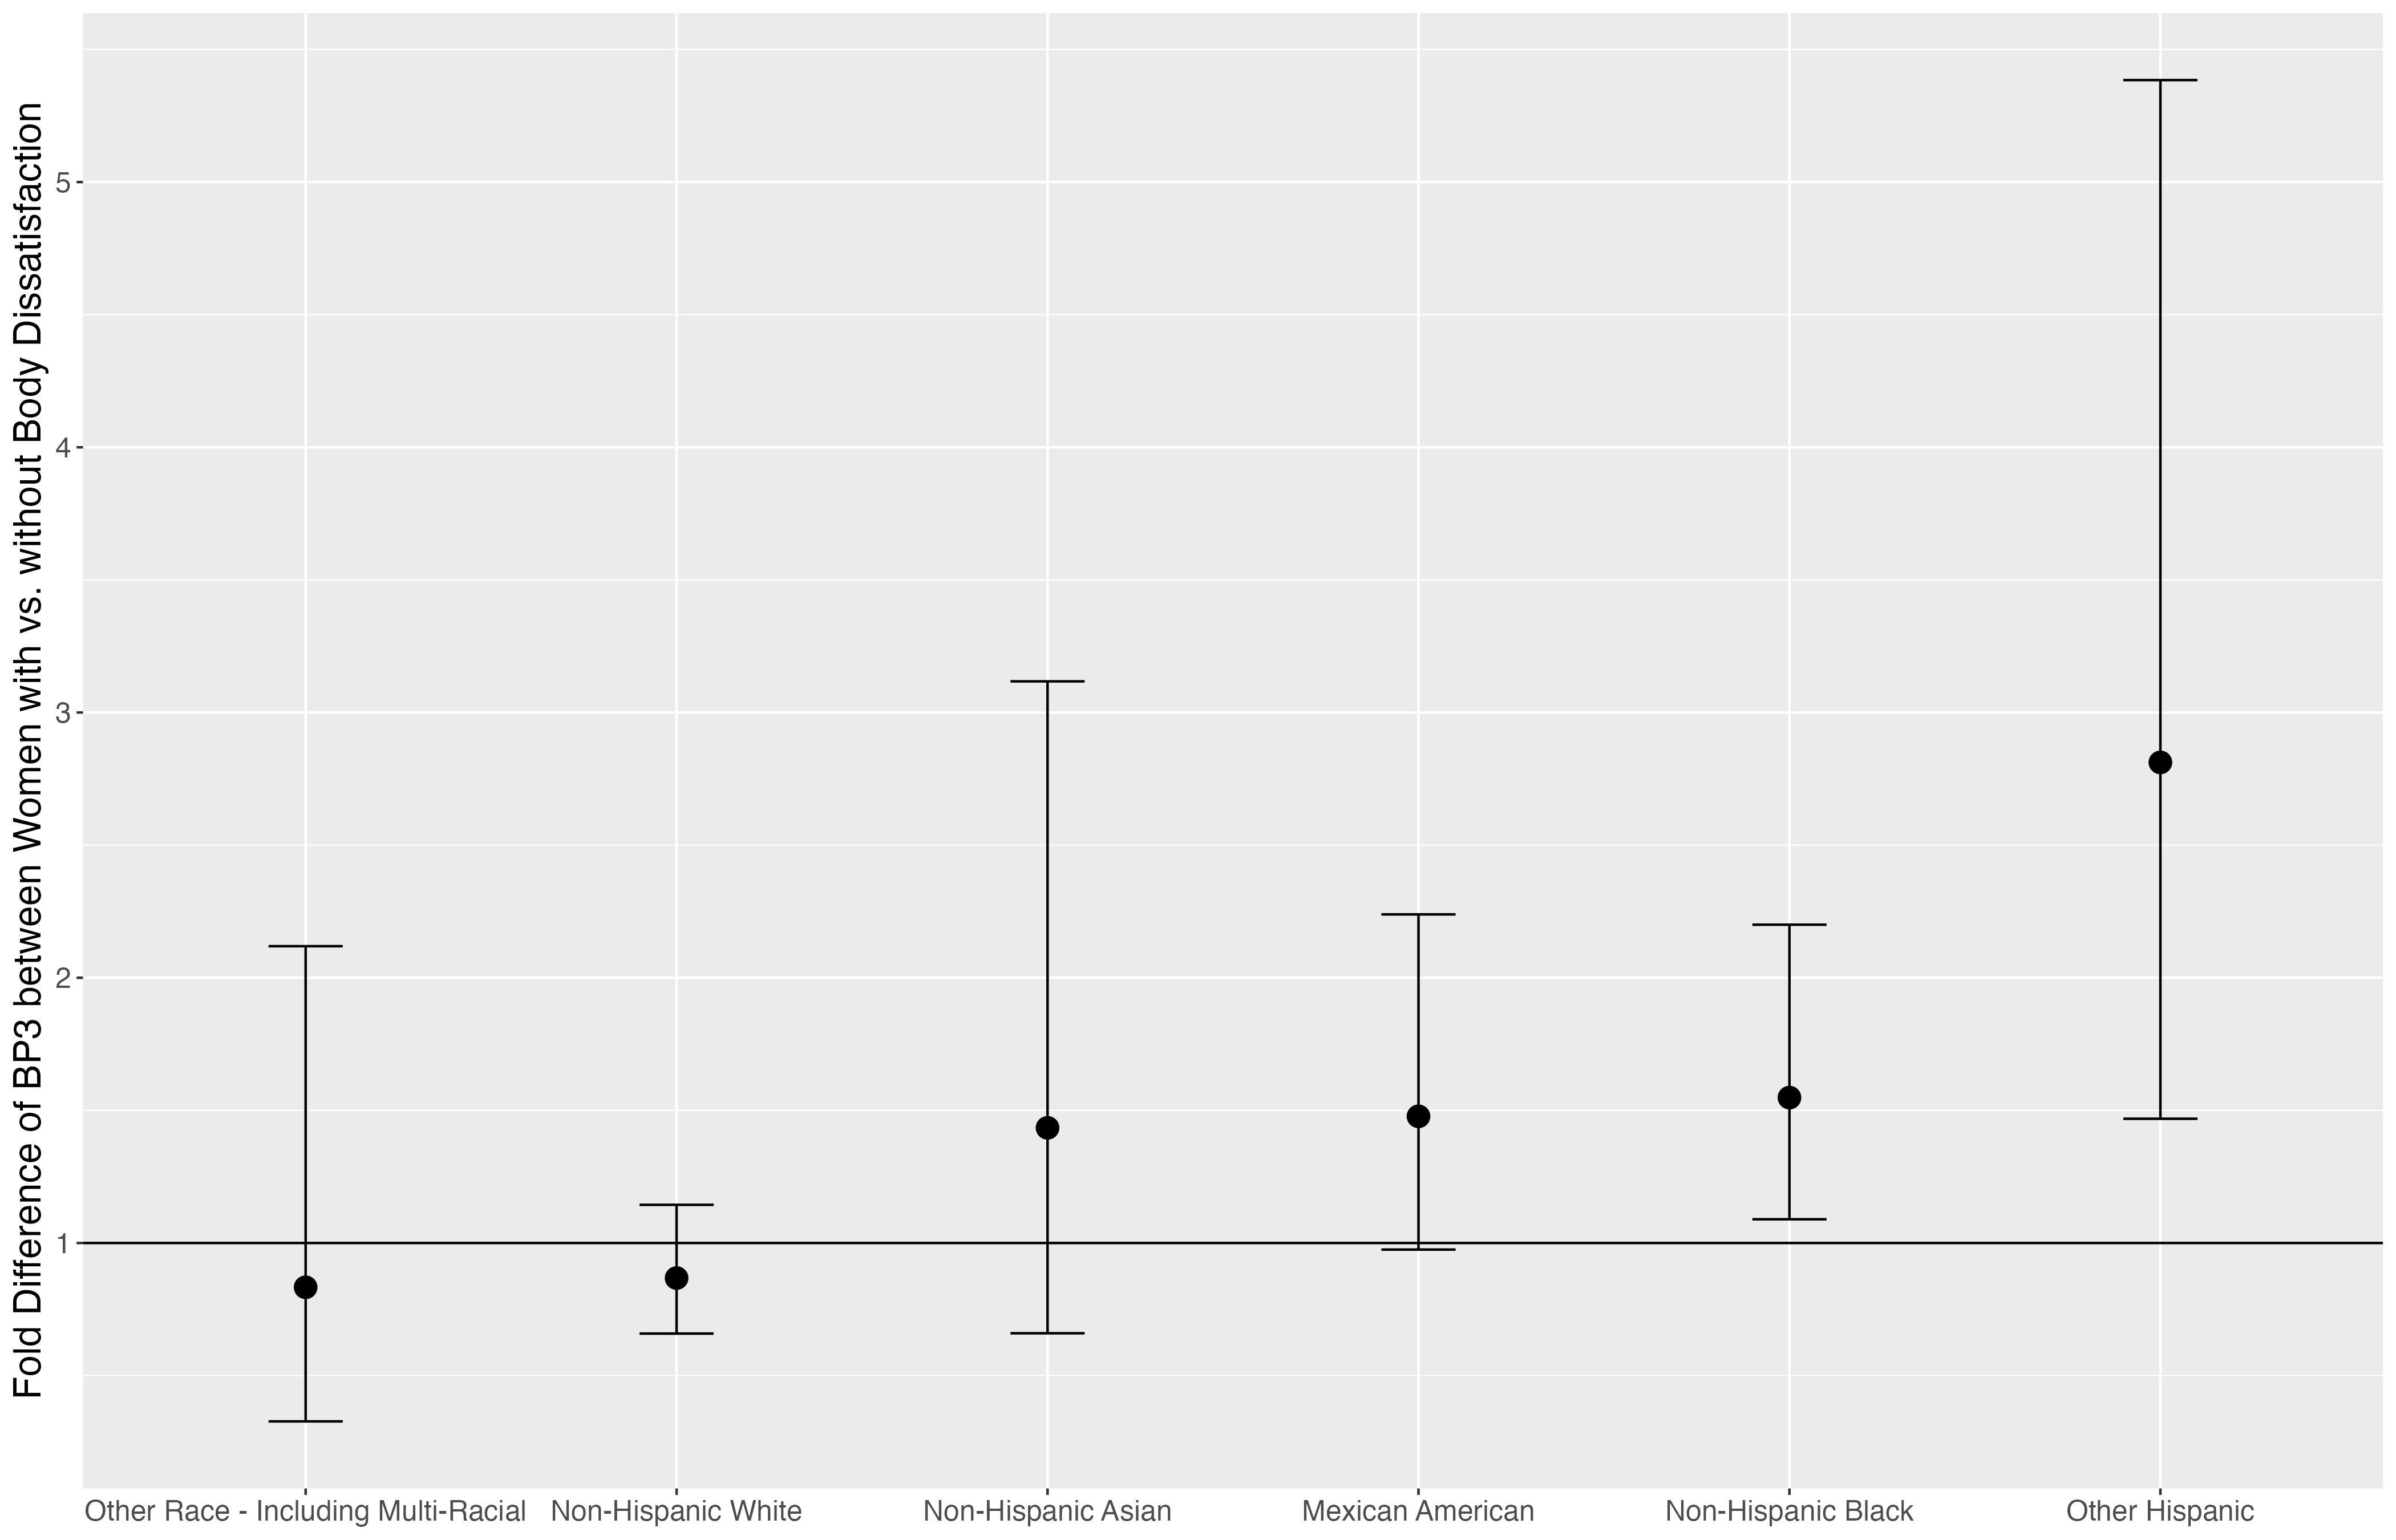 Fold Difference of BP3 between Women with vs. without Body Dissatisfaction
5
4
3
2
1
Other Race - Including Multi-Racial
Non-Hispanic White
Non-Hispanic Asian
Mexican American
Non-Hispanic Black
Other Hispanic